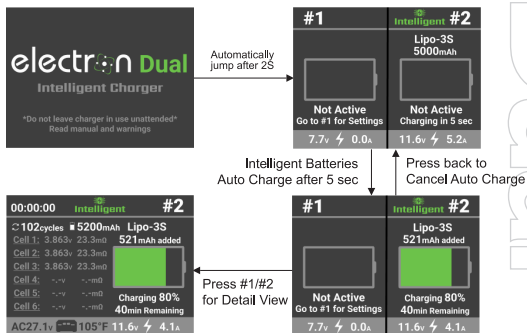 electron Dual
Intelligent Charger
*Do not leave charger in use unattended*
Read manual and warnings
Automatically
jump after 2S
#1
Not Active
Go to #1 for Settings
7.7v 0.0A
Intelligent #2
Lipo-3S
5000mAh
Not Active
Charging in 5 sec
11.6v 5.2A
Intelligent Batteries
Auto Charge after 5 sec
Press back to
Cancel Auto Charge
00:00:00 Intelligent #2
102cycles 5200mAh Lipo-3S
Cell 1: 3.863v 23.3mΩ
Cell 2: 3.863v 23.3mΩ
Cell 3: 3.863v 23.3mΩ
Cell 4: -.-v -.-mΩ
Cell 5: -.-v -.-mΩ
Cell 6: -.-v -.-mΩ
521mAh added
Charging 80%
40min Remaining
AC27.1v 105°F 11.6v 4.1A
Press #1/#2
for Detail View
#1
Not Active
Go to #1 for Settings
7.7v 0.0A
Intelligent #2
Lipo-3S
521mAh added
Charging 80%
40min Remaining
11.6v 4.1A